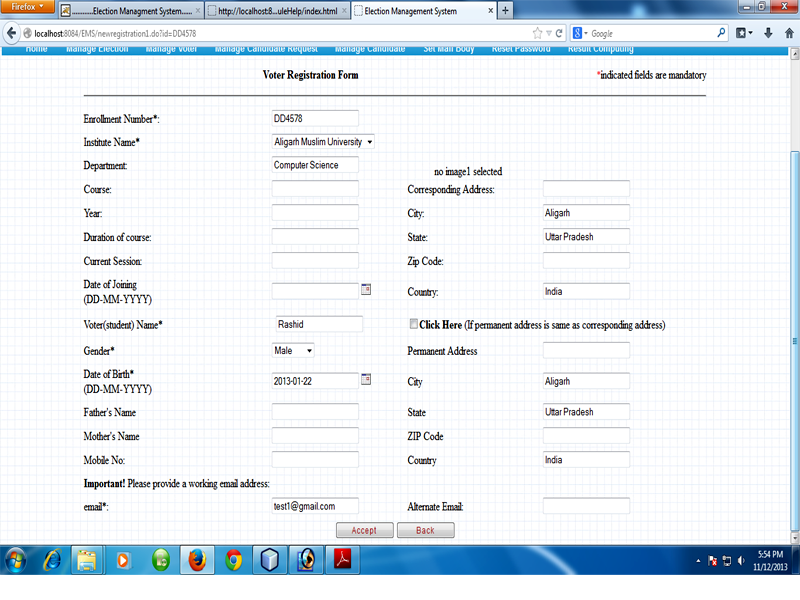 Firefox
............Election Managment System......
http://localhost:8...uleHelp/index.html
Election Management System
localhost:8084/EMS/newregistration1.do?id=DD4578
Google
Home Manage Election Manage Voter Manage Candidate Request Manage Candidate Set Mail Body Reset Password Result Computing
Voter Registration Form
*indicated fields are mandatory
Enrollment Number*: DD4578
Institute Name* Aligarh Muslim University
Department: Computer Science
no image1 selected
Course: Corresponding Address:
Year: City: Aligarh
Duration of course: State: Uttar Pradesh
Current Session: Zip Code:
Date of Joining
(DD-MM-YYYY)
Country: India
Voter(student) Name* Rashid
Click Here (If permanent address is same as corresponding address)
Gender* Male Permanent Address
Date of Birth*
(DD-MM-YYYY)
2013-01-22 City Aligarh
Father's Name State Uttar Pradesh
Mother's Name ZIP Code
Mobile No: Country India
Important! Please provide a working email address:
email*: test1@gmail.com Alternate Email:
Accept Back
5:54 PM
11/12/2013